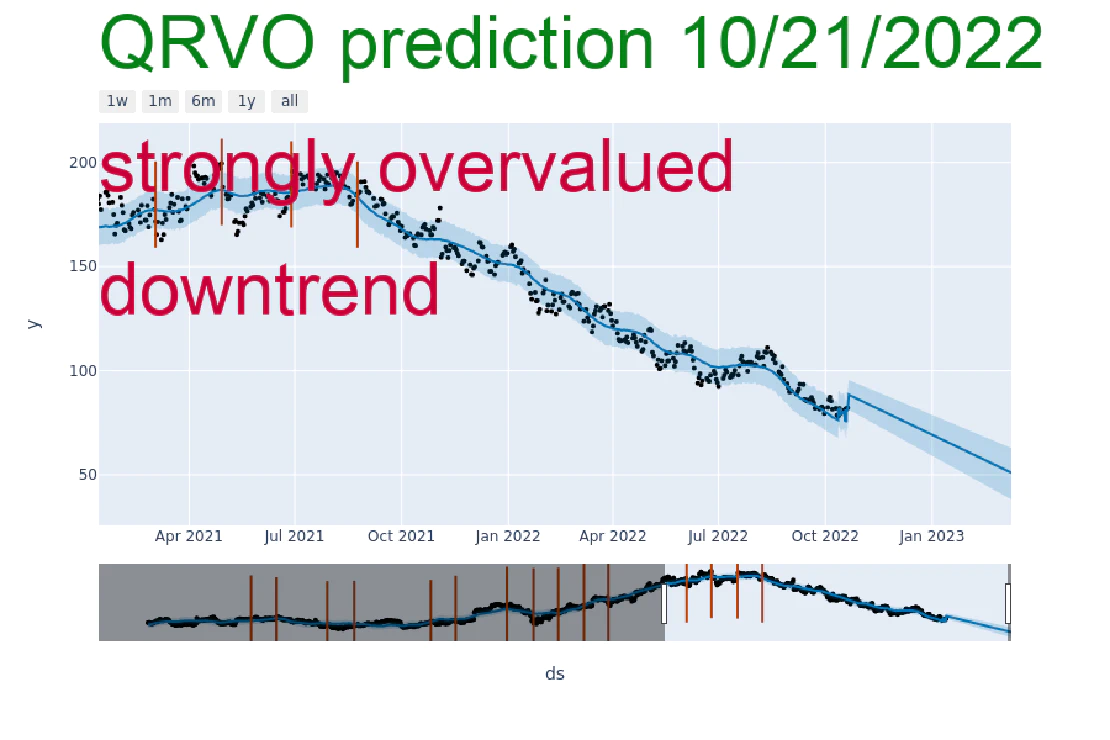 QRVO prediction 10/21/2022
1w 1m 6m 1y all
strongly overvalued
downtrend
200
150
100
50
y
Apr 2021 Jul 2021 Oct 2021 Jan 2022 Apr 2022 Jul 2022 Oct 2022 Jan 2023
ds